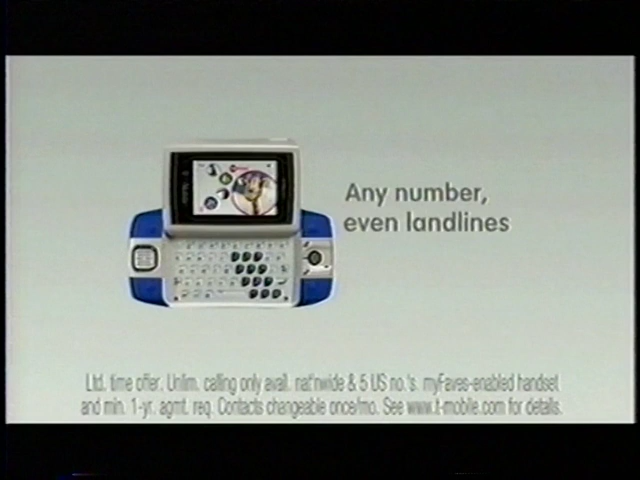 Any number,
even landlines
Ltd. time offer. Unlim. calling only avail. nat'nwide & 5 US no.'s. myFaves-enabled handset
and min. 1-yr. agmt. req. Contacts changeable once/mo. See www.t-mobile.com for details.